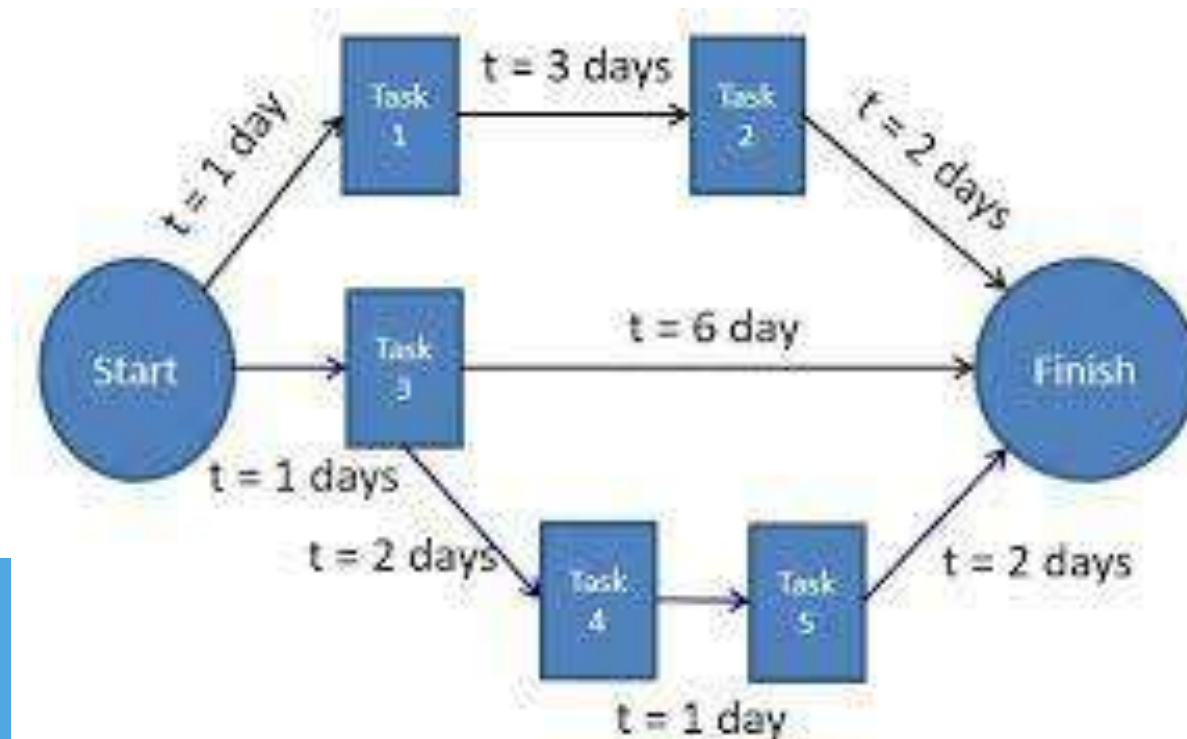 t = 1 day
Task
1
t = 3 days
Task
2
t = 2 days
Start
Task
3
t = 6 day
Finish
t = 1 days
t = 2 days
Task
4
Task
5
t = 2 days
t = 1 day